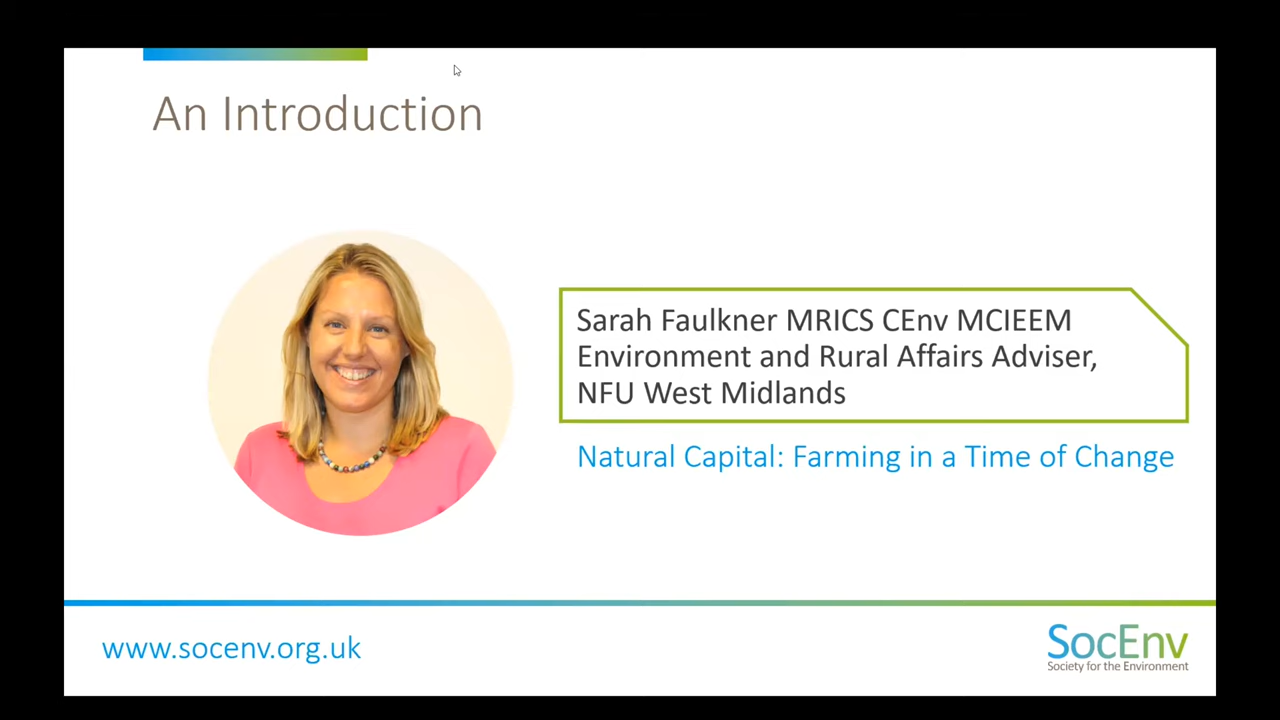 An Introduction
Sarah Faulkner MRICS CEnv MCIEEM
Environment and Rural Affairs Adviser,
NFU West Midlands
Natural Capital: Farming in a Time of Change
www.socenv.org.uk
SocEnv
Society for the Environment